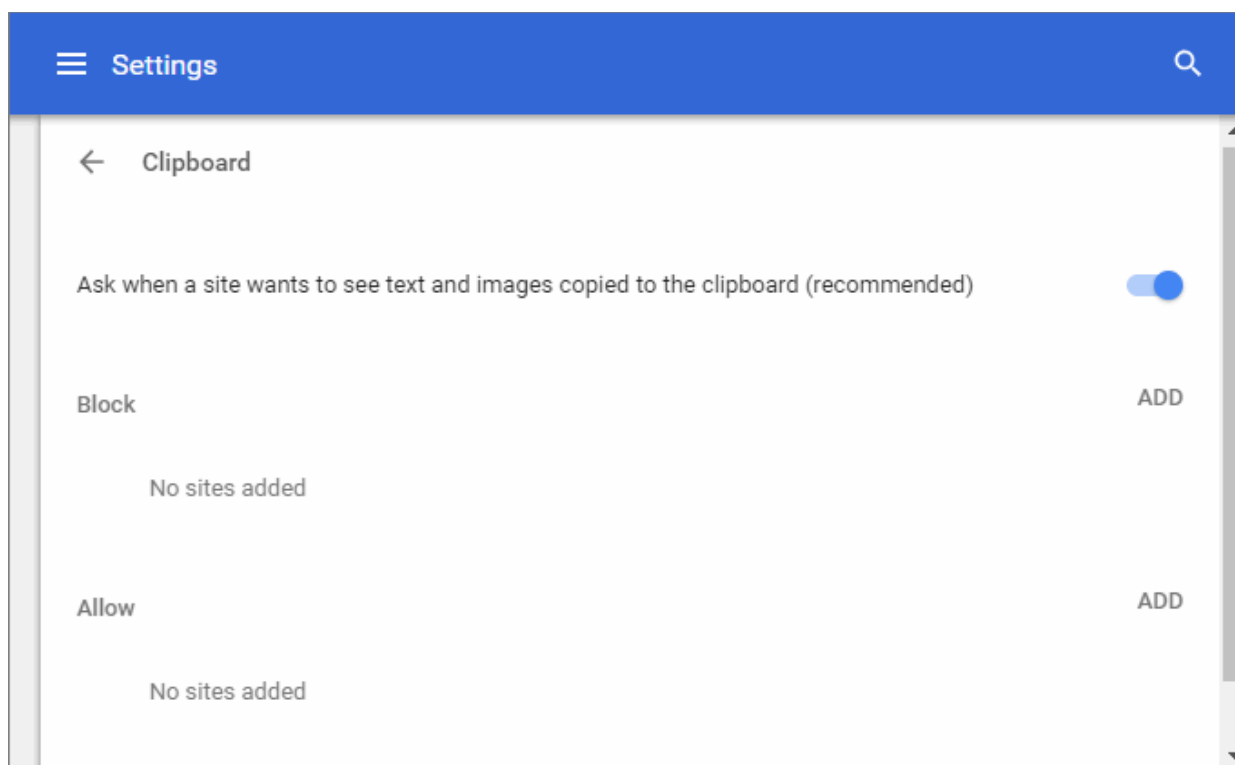 Settings
Clipboard
Ask when a site wants to see text and images copied to the clipboard (recommended)
Block
ADD
No sites added
Allow
ADD
No sites added